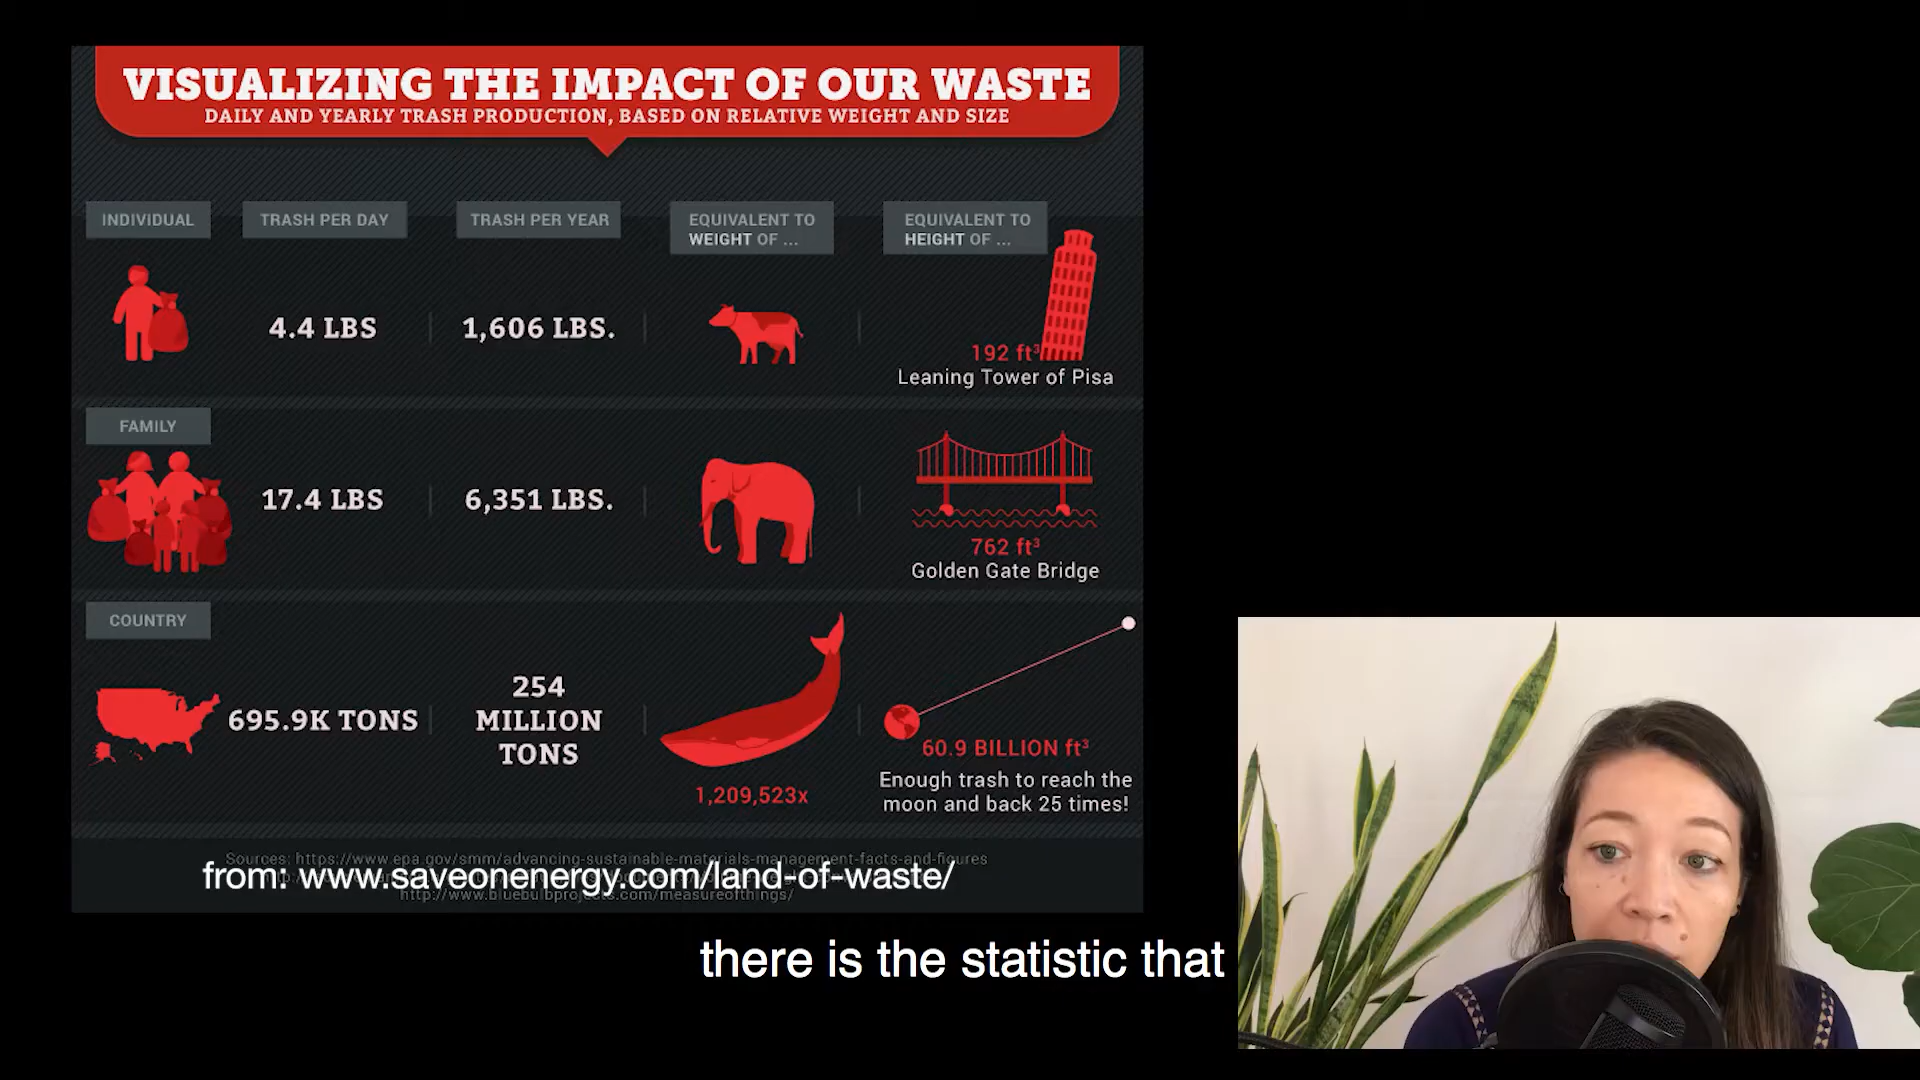 VISUALIZING THE IMPACT OF OUR WASTE
DAILY AND YEARLY TRASH PRODUCTION, BASED ON RELATIVE WEIGHT AND SIZE
INDIVIDUAL
TRASH PER DAY
TRASH PER YEAR
EQUIVALENT TO
WEIGHT OF ...
EQUIVALENT TO
HEIGHT OF ...
4.4 LBS
1,606 LBS.
192 ft³
Leaning Tower of Pisa
FAMILY
17.4 LBS
6,351 LBS.
762 ft³
Golden Gate Bridge
COUNTRY
695.9K TONS
254
MILLION
TONS
1,209,523x
60.9 BILLION ft³
Enough trash to reach the
moon and back 25 times!
Sources: https://www.epa.gov/smm/advancing-sustainable-materials-management-facts-and-figures
from: www.saveonenergy.com/land-of-waste/
http://www.bluebulbprojects.com/measureofthings/
there is the statistic that